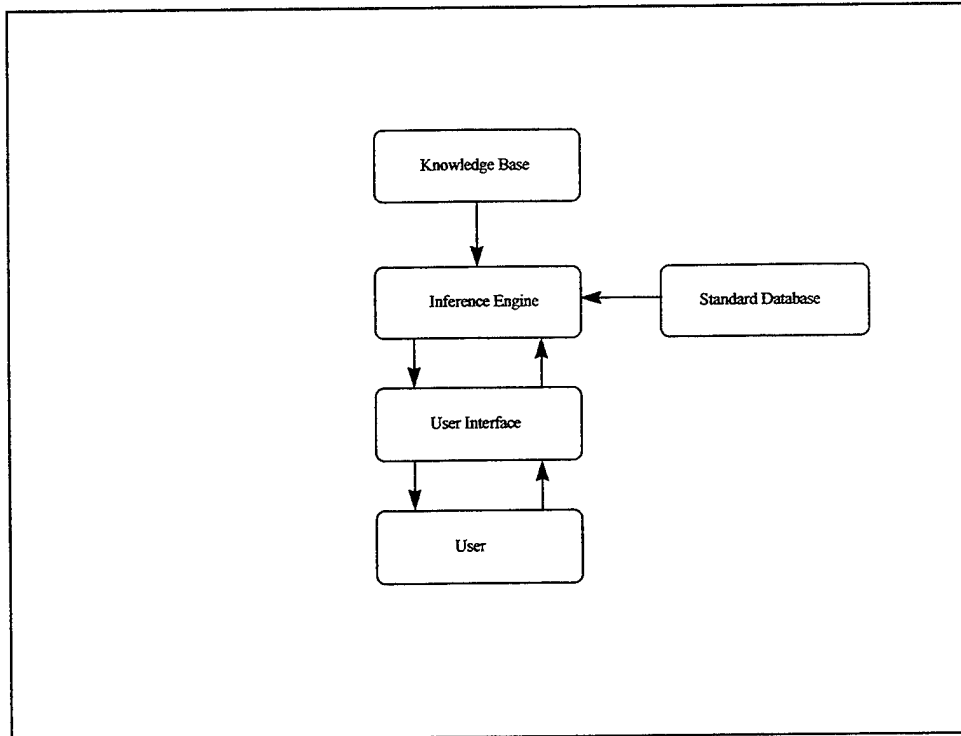 Knowledge Base
Inference Engine
Standard Database
User Interface
User